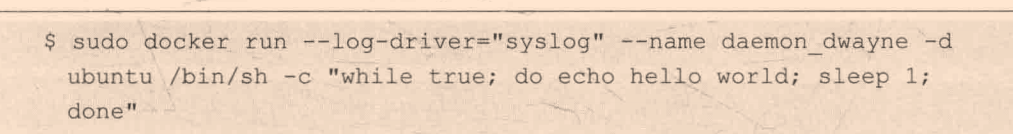 $ sudo docker run --log-driver="syslog" --name daemon_dwayne -d
ubuntu /bin/sh -c "while true; do echo hello world; sleep 1;
done"